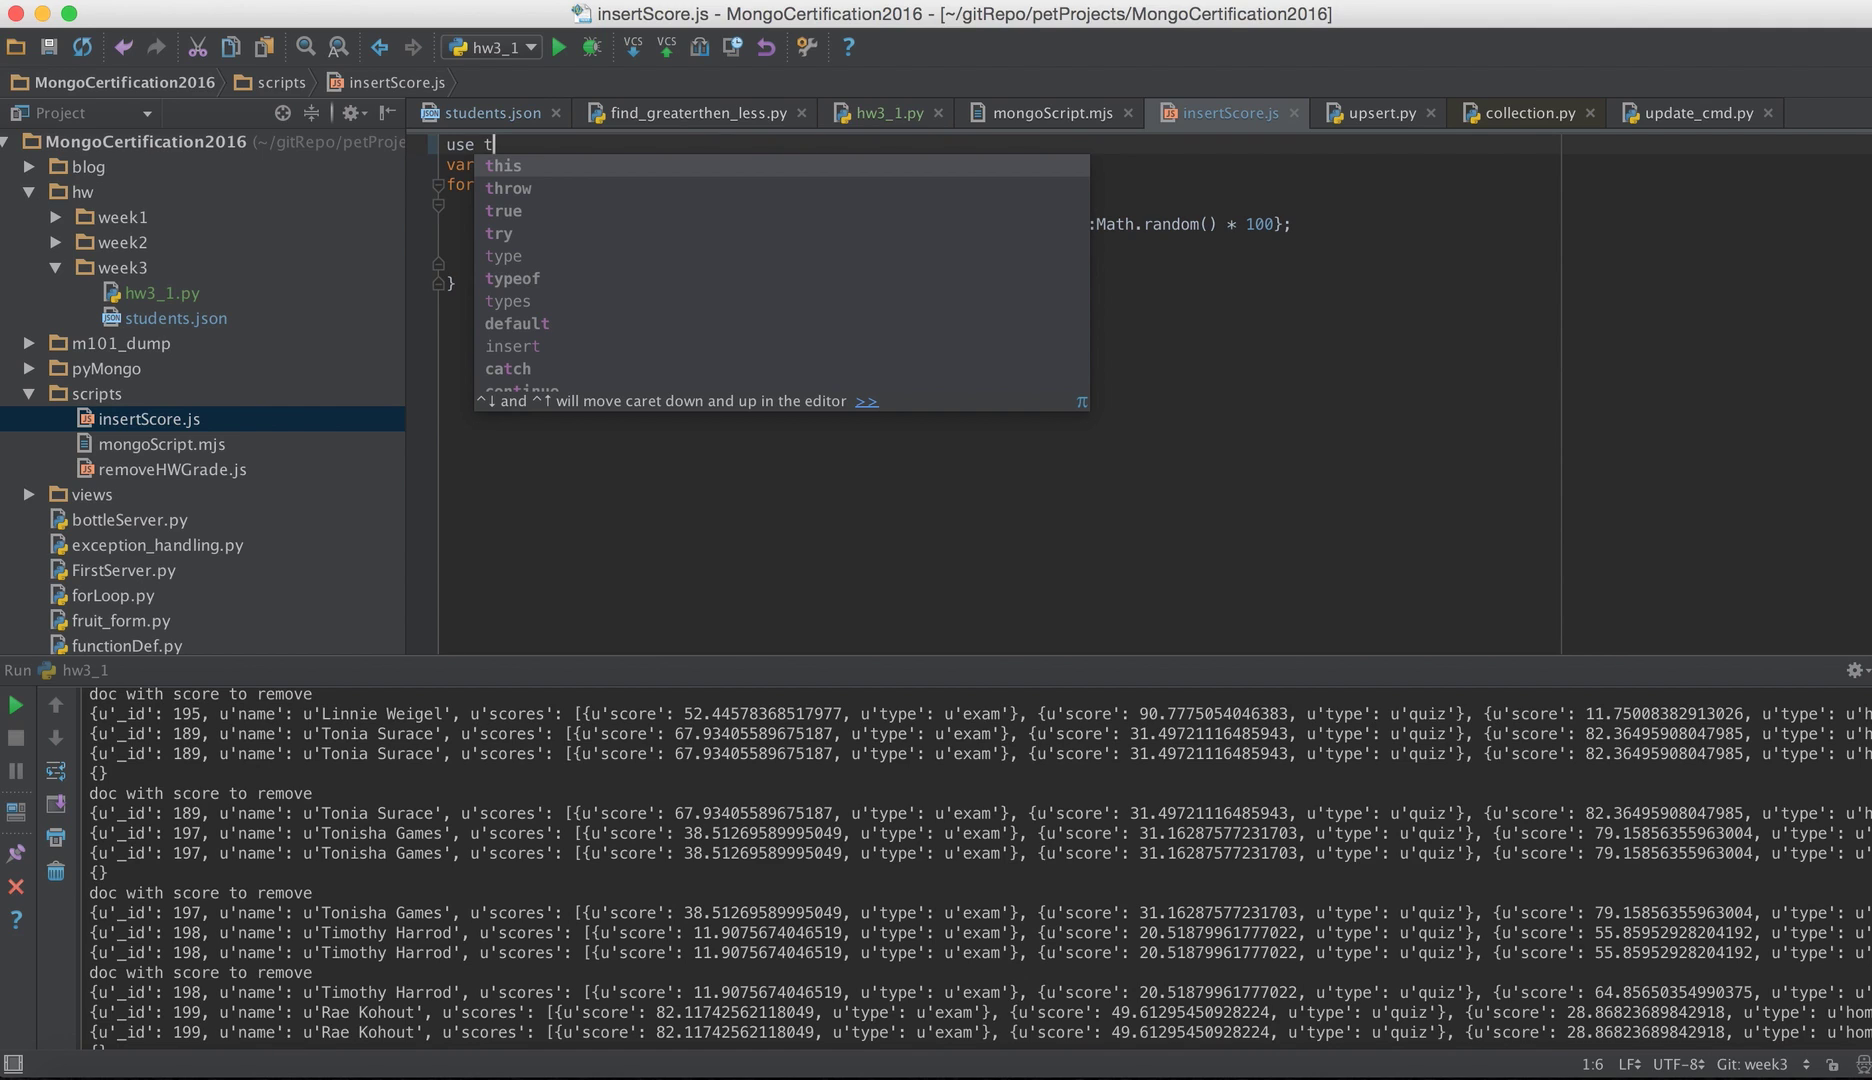 insertScore.js - MongoCertification2016 - [~/gitRepo/petProjects/MongoCertification2016]
hw3_1
VCS
VCS
?
MongoCertification2016
scripts
insertScore.js
Project
students.json
find_greaterthen_less.py
hw3_1.py
mongoScript.mjs
insertScore.js
upsert.py
collection.py
update_cmd.py
MongoCertification2016 (~/gitRepo/petProje
blog
hw
week1
week2
week3
hw3_1.py
students.json
m101_dump
pyMongo
scripts
insertScore.js
mongoScript.mjs
removeHWGrade.js
views
bottleServer.py
exception_handling.py
FirstServer.py
forLoop.py
fruit_form.py
functionDef.py
use t
var
for
:Math.random() * 100};
}
this
throw
true
try
type
typeof
types
default
insert
catch
continue
^↓ and ^↑ will move caret down and up in the editor >>
π
Run hw3_1
doc with score to remove
{u'_id': 195, u'name': u'Linnie Weigel', u'scores': [{u'score': 52.44578368517977, u'type': u'exam'}, {u'score': 90.7775054046383, u'type': u'quiz'}, {u'score': 11.75008382913026, u'type': u'h
{u'_id': 189, u'name': u'Tonia Surace', u'scores': [{u'score': 67.93405589675187, u'type': u'exam'}, {u'score': 31.49721116485943, u'type': u'quiz'}, {u'score': 82.36495908047985, u'type': u'
{u'_id': 189, u'name': u'Tonia Surace', u'scores': [{u'score': 67.93405589675187, u'type': u'exam'}, {u'score': 31.49721116485943, u'type': u'quiz'}, {u'score': 82.36495908047985, u'type': u'
{}
doc with score to remove
{u'_id': 189, u'name': u'Tonia Surace', u'scores': [{u'score': 67.93405589675187, u'type': u'exam'}, {u'score': 31.49721116485943, u'type': u'quiz'}, {u'score': 82.36495908047985, u'type': u'
{u'_id': 197, u'name': u'Tonisha Games', u'scores': [{u'score': 38.51269589995049, u'type': u'exam'}, {u'score': 31.16287577231703, u'type': u'quiz'}, {u'score': 79.15856355963004, u'type': u'
{u'_id': 197, u'name': u'Tonisha Games', u'scores': [{u'score': 38.51269589995049, u'type': u'exam'}, {u'score': 31.16287577231703, u'type': u'quiz'}, {u'score': 79.15856355963004, u'type': u'
{}
doc with score to remove
{u'_id': 197, u'name': u'Tonisha Games', u'scores': [{u'score': 38.51269589995049, u'type': u'exam'}, {u'score': 31.16287577231703, u'type': u'quiz'}, {u'score': 79.15856355963004, u'type': u'
{u'_id': 198, u'name': u'Timothy Harrod', u'scores': [{u'score': 11.9075674046519, u'type': u'exam'}, {u'score': 20.51879961777022, u'type': u'quiz'}, {u'score': 55.85952928204192, u'type': u'
{u'_id': 198, u'name': u'Timothy Harrod', u'scores': [{u'score': 11.9075674046519, u'type': u'exam'}, {u'score': 20.51879961777022, u'type': u'quiz'}, {u'score': 55.85952928204192, u'type': u'
doc with score to remove
{u'_id': 198, u'name': u'Timothy Harrod', u'scores': [{u'score': 11.9075674046519, u'type': u'exam'}, {u'score': 20.51879961777022, u'type': u'quiz'}, {u'score': 64.85650354990375, u'type': u'
{u'_id': 199, u'name': u'Rae Kohout', u'scores': [{u'score': 82.11742562118049, u'type': u'exam'}, {u'score': 49.61295450928224, u'type': u'quiz'}, {u'score': 28.86823689842918, u'type': u'hom
{u'_id': 199, u'name': u'Rae Kohout', u'scores': [{u'score': 82.11742562118049, u'type': u'exam'}, {u'score': 49.61295450928224, u'type': u'quiz'}, {u'score': 28.86823689842918, u'type': u'hom
1:6 LF UTF-8 Git: week3